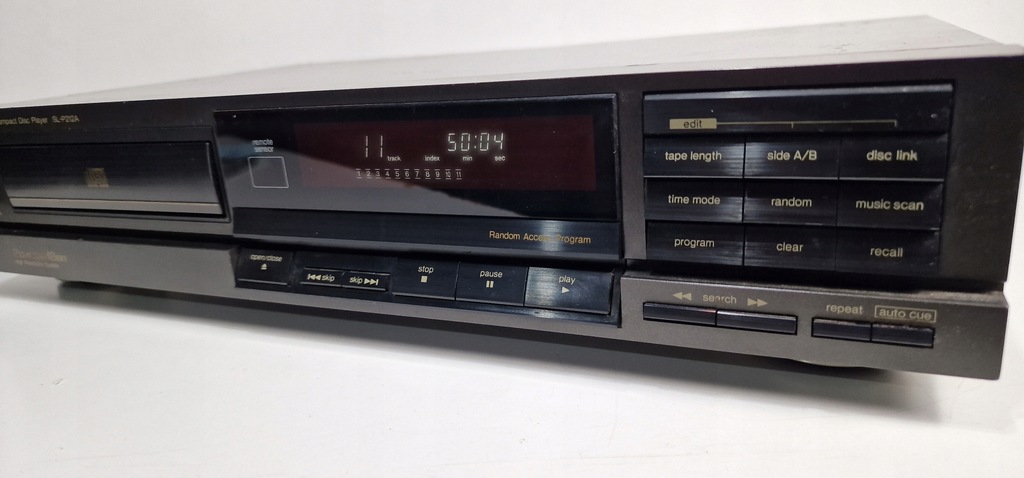 Compact Disc Player SL-P212A
remote
sensor
11 50:04
track index min sec
1 2 3 4 5 6 7 8 9 10 11
Random Access Program
edit
tape length side A/B disc link
time mode random music scan
program clear recall
open/close
skip skip
stop
pause
play
search
repeat auto cue